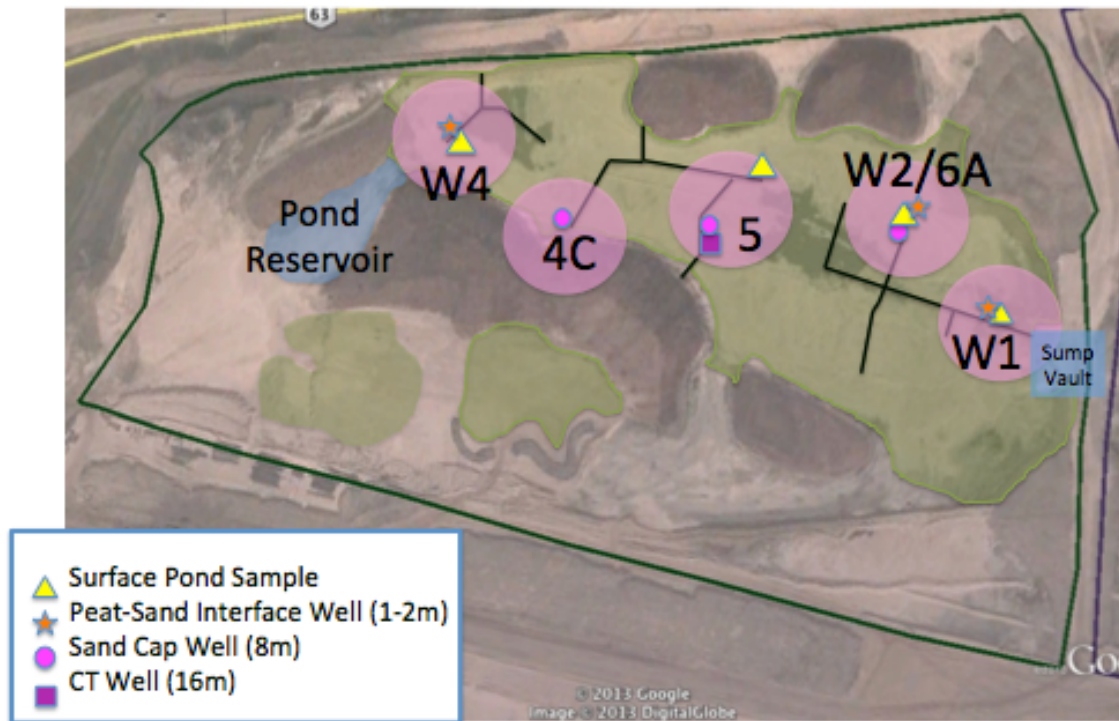 63
W4
W2/6A
Pond
Reservoir
4C
5
W1
Sump
Vault
Surface Pond Sample
Peat-Sand Interface Well (1-2m)
Sand Cap Well (8m)
CT Well (16m)
Goo
© 2013 Google
Image © 2013 DigitalGlobe